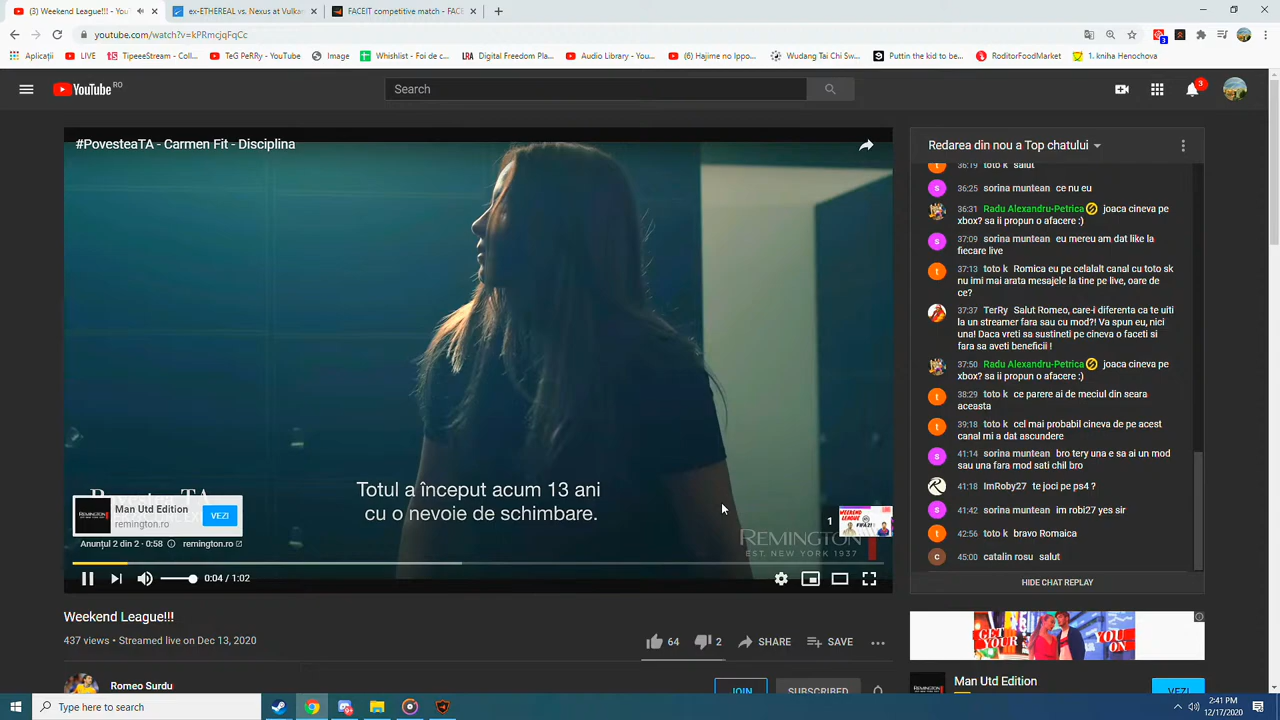 (3) Weekend League!!! - You
ex-ETHEREAL vs. Nexus at Vulka
FACEIT competitive match - FACE
youtube.com/watch?v=kPRmcjqFqCc
Aplicații
LIVE
TipeeeStream - Coll...
TeG PeRRy - YouTube
Image
Whishlist - Foi de c...
LRA Digital Freedom Pla...
Audio Library - You...
(Hajime no Ippo...
Wudang Tai Chi Sw...
Puttin the kid to be...
RoditorFoodMarket
1. kniha Henochova
YouTube RO
Search
3
#PovesteaTA - Carmen Fit - Disciplina
Totul a început acum 13 ani
cu o nevoie de schimbare.
Povestea TA
Man Utd Edition
remington.ro
VEZI
Anunțul 2 din 2 · 0:58
remington.ro
1
WEEKEND
LEAGUE
REMINGTON
EST. NEW YORK 1937
0:04 / 1:02
Redarea din nou a Top chatului
36:19 toto k salut
36:25 sorina muntean ce nu eu
36:31 Radu Alexandru-Petrica joaca cineva pe
xbox? sa ii propun o afacere :)
37:09 sorina muntean eu mereu am dat like la
fiecare live
37:13 toto k Romica eu pe celalalt canal cu toto sk
nu imi mai arata mesajele la tine pe live, oare de
ce?
37:37 TerRy Salut Romeo, care-i diferenta ca te uiti
la un streamer fara sau cu mod?! Va spun eu, nici
una! Daca vreti sa sustineti pe cineva o faceti si
fara sa aveti beneficii !
37:50 Radu Alexandru-Petrica joaca cineva pe
xbox? sa ii propun o afacere :)
38:29 toto k ce parere ai de meciul din seara
aceasta
39:18 toto k cel mai probabil cineva de pe acest
canal mi a dat ascundere
41:14 sorina muntean bro tery una e sa ai un mod
sau una fara mod sati chil bro
41:18 ImRoby27 te joci pe ps4 ?
41:42 sorina muntean im robi27 yes sir
42:56 toto k bravo Romaica
45:00 catalin rosu salut
HIDE CHAT REPLAY
Weekend League!!!
437 views • Streamed live on Dec 13, 2020
64
2
SHARE
SAVE
GET
YOUR
YOU
ON
Man Utd Edition
VEZI
Romeo Surdu
JOIN
SUBSCRIBED
Type here to search
2:41 PM
12/17/2020